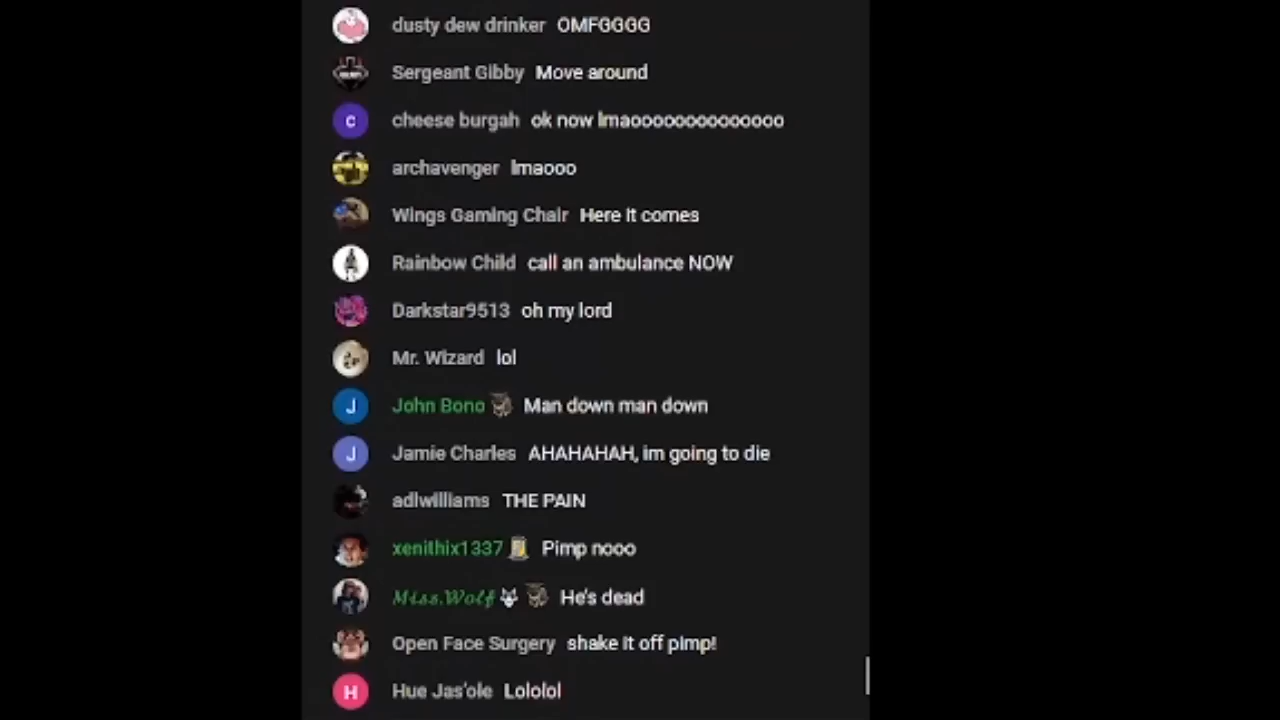 dusty dew drinker OMFGGGG
Sergeant Gibby Move around
c cheese burgah ok now lmaoooooooooooooo
archavenger lmaooo
Wings Gaming Chair Here it comes
Rainbow Child call an ambulance NOW
Darkstar9513 oh my lord
Mr. Wizard lol
J John Bono Man down man down
J Jamie Charles AHAHAHAH, im going to die
adlwilliams THE PAIN
xenithix1337 Pimp nooo
𝓜𝓲𝓼𝓼.𝓦𝓸𝓵𝓯 He's dead
Open Face Surgery shake it off pimp!
H Hue Jas'ole Lololol